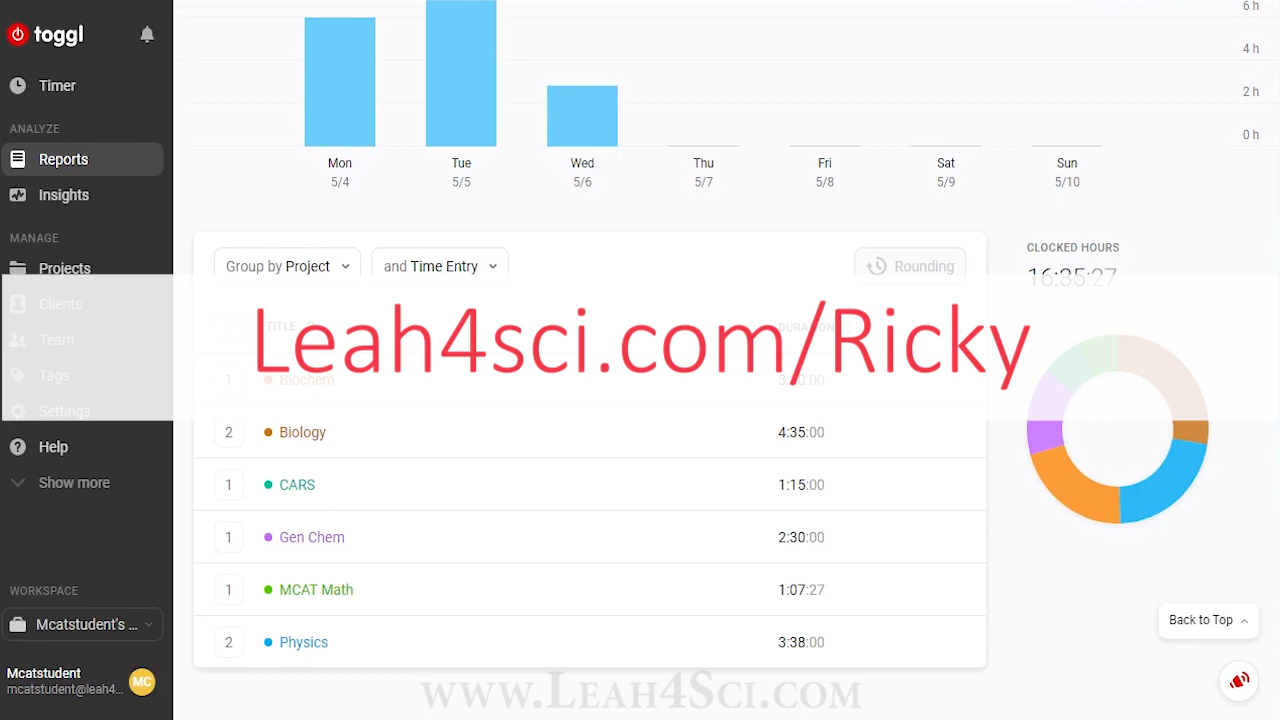 toggl
6 h
4 h
2 h
0 h
Timer
ANALYZE
Reports
Insights
Mon Tue Wed Thu Fri Sat Sun
5/4 5/5 5/6 5/7 5/8 5/9 5/10
MANAGE
Projects
Clients
Team
Tags
Settings
Help
Show more
Group by Project and Time Entry Rounding
CLOCKED HOURS
16:35:27
TITLE DURATION
Leah4sci.com/Ricky
1 Biochem
2 Biology 4:35:00
1 CARS 1:15:00
1 Gen Chem 2:30:00
1 MCAT Math 1:07:27
2 Physics 3:38:00
WORKSPACE
Mcatstudent's ...
Mcatstudent
mcatstudent@leah4...
MC
Back to Top
www.Leah4Sci.com